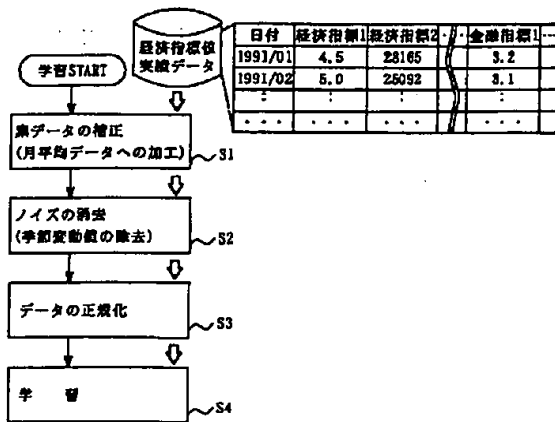 経済指標値
実績データ
学習START
日付 経済指標1 経済指標2 ・・ 金融指標1 ---
1991/01 4.5 28165 3.2
1991/02 5.0 25092 3.1
: : : :
・・・ ・・・ ・・・ ・・・
集データの補正
(月平均データへの加工)
S1
ノイズの消去
(季節変動値の除去)
S2
データの正規化
S3
学 習
S4